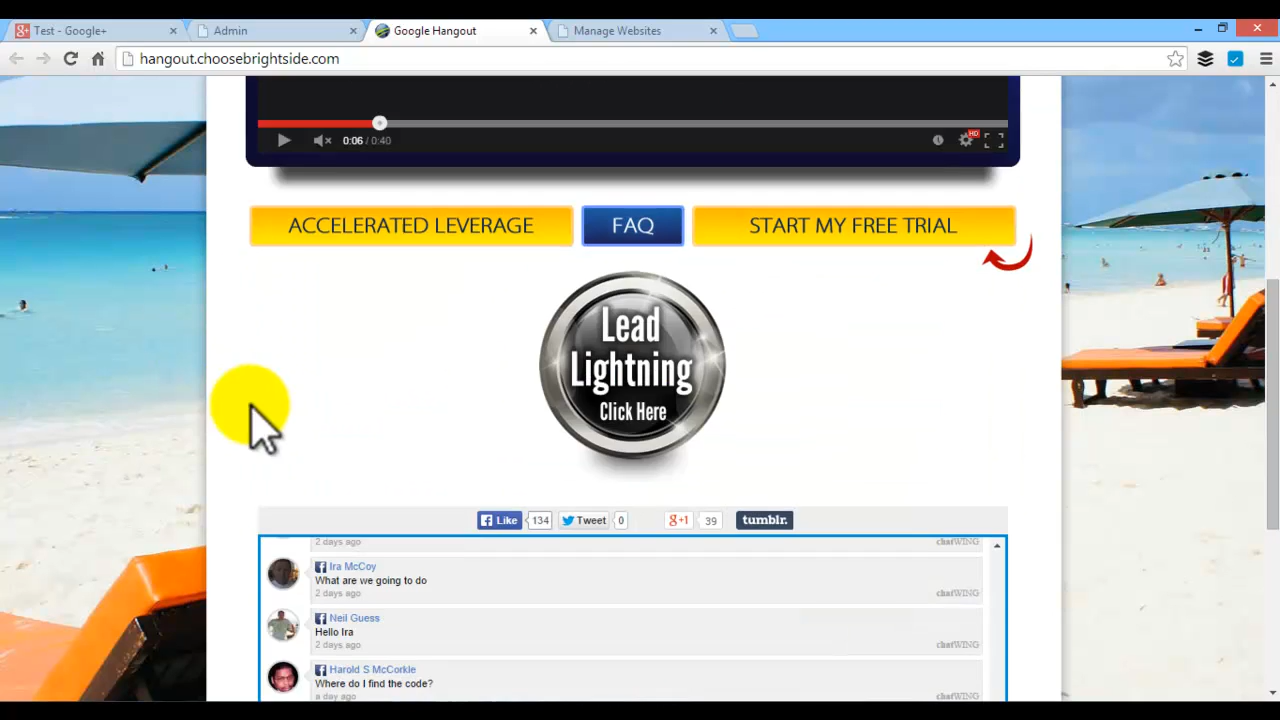 Test - Google+
Admin
Google Hangout
Manage Websites
hangout.choosebrightside.com
0:06 / 0:40
HD
ACCELERATED LEVERAGE
FAQ
START MY FREE TRIAL
Lead
Lightning
Click Here
Like 134 Tweet 0 g+1 39 tumblr.
2 days ago chatWING
Ira McCoy
What are we going to do
2 days ago chatWING
Neil Guess
Hello Ira
2 days ago chatWING
Harold S McCorkle
Where do I find the code?
a day ago chatWING